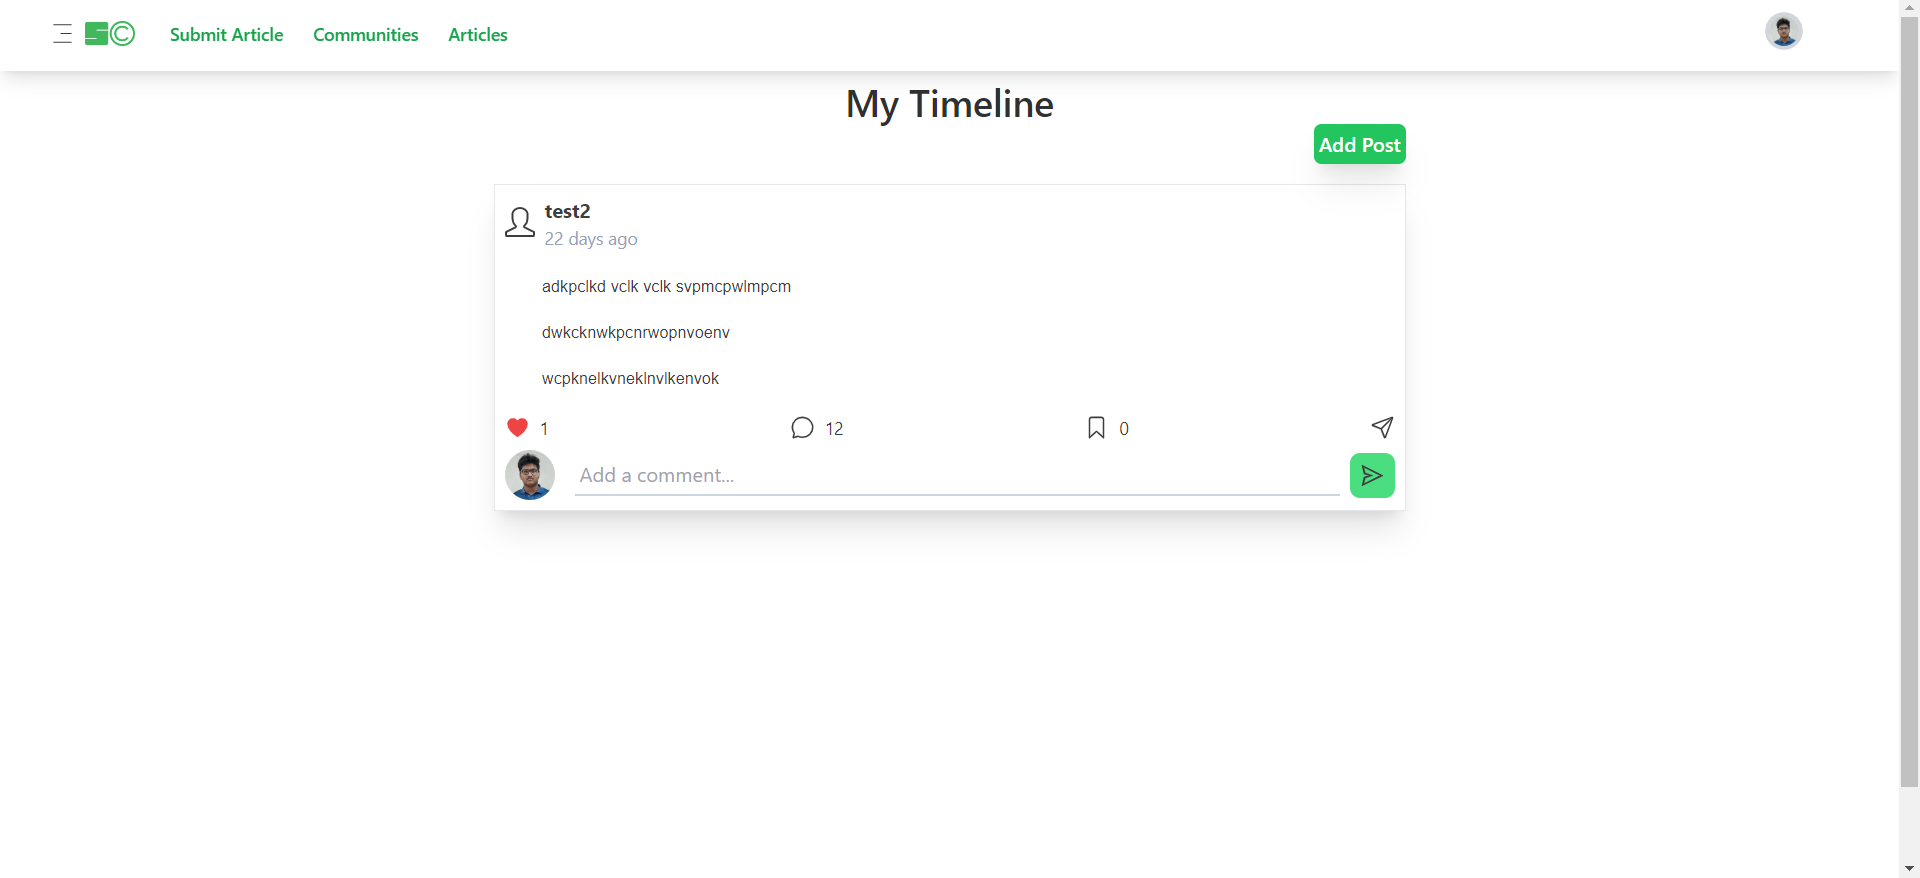 SC Submit Article Communities Articles
My Timeline
Add Post
test2
22 days ago
adkpclkd vclk vclk svpmcpwlmpcm
dwkcknwkpcnrwopnvoenv
wcpknelkvneklnvlkenvok
1 12 0
Add a comment...